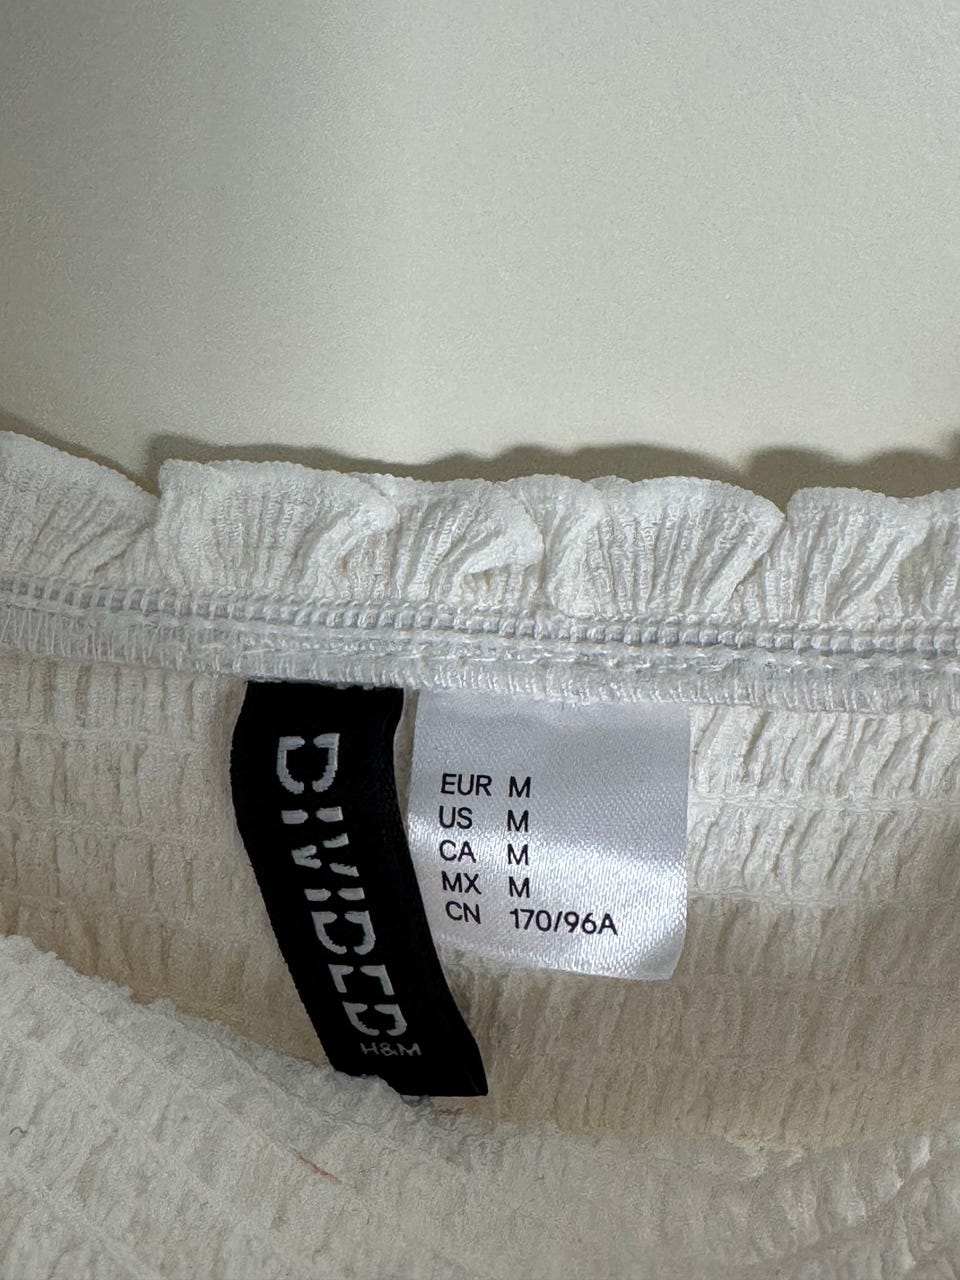 DIVIDED
H&M
EUR M
US M
CA M
MX M
CN 170/96A